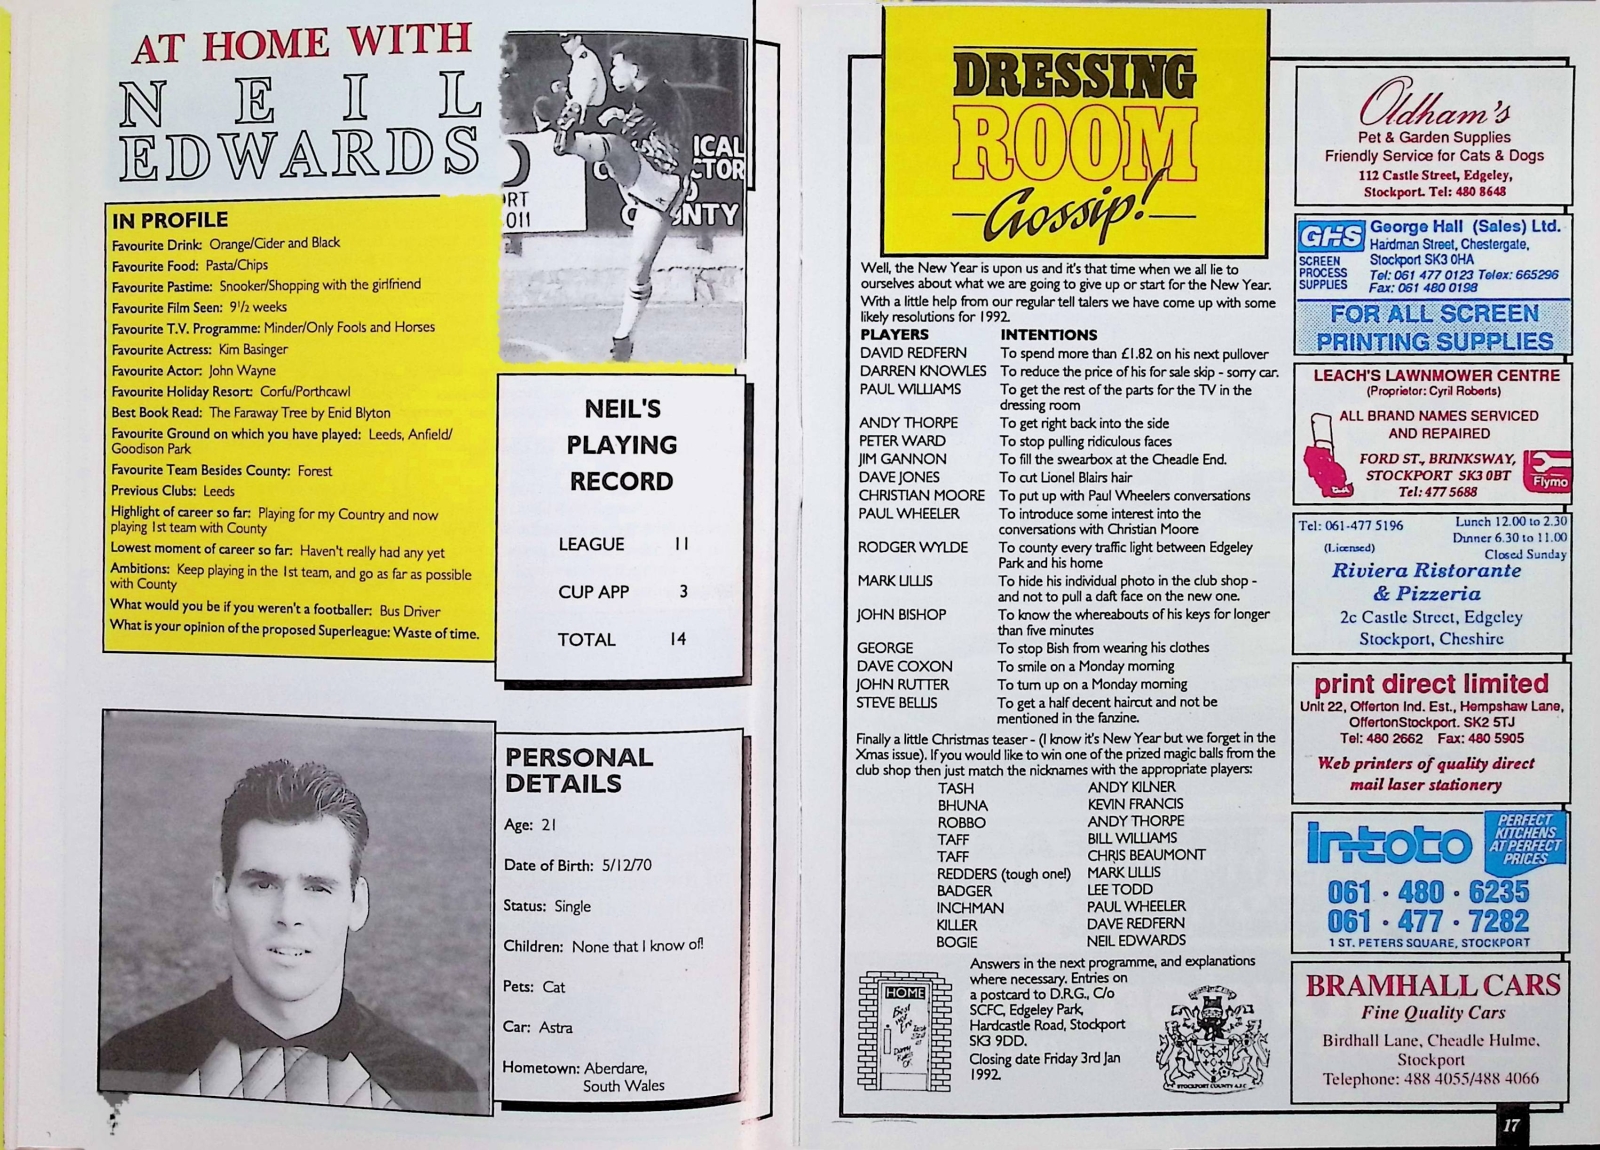 AT HOME WITH
NEIL
EDWARDS
ICAL
CTOR
ORT
011
NTY
IN PROFILE
Favourite Drink: Orange/Cider and Black
Favourite Food: Pasta/Chips
Favourite Pastime: Snooker/Shopping with the girlfriend
Favourite Film Seen: 9½ weeks
Favourite T.V. Programme: Minder/Only Fools and Horses
Favourite Actress: Kim Basinger
Favourite Actor: John Wayne
Favourite Holiday Resort: Corfu/Porthcawl
Best Book Read: The Faraway Tree by Enid Blyton
Favourite Ground on which you have played: Leeds, Anfield/
Goodison Park
Favourite Team Besides County: Forest
Previous Clubs: Leeds
Highlight of career so far: Playing for my Country and now
playing 1st team with County
Lowest moment of career so far: Haven't really had any yet
Ambitions: Keep playing in the 1st team, and go as far as possible
with County
What would you be if you weren't a footballer: Bus Driver
What is your opinion of the proposed Superleague: Waste of time.
NEIL'S
PLAYING
RECORD
LEAGUE 11
CUP APP 3
TOTAL 14
PERSONAL
DETAILS
Age: 21
Date of Birth: 5/12/70
Status: Single
Children: None that I know of!
Pets: Cat
Car: Astra
Hometown: Aberdare,
South Wales
DRESSING
ROOM
Gossip!
Well, the New Year is upon us and it's that time when we all lie to
ourselves about what we are going to give up or start for the New Year.
With a little help from our regular tell talers we have come up with some
likely resolutions for 1992.
PLAYERS INTENTIONS
DAVID REDFERN To spend more than £1.82 on his next pullover
DARREN KNOWLES To reduce the price of his for sale skip - sorry car.
PAUL WILLIAMS To get the rest of the parts for the TV in the
dressing room
ANDY THORPE To get right back into the side
PETER WARD To stop pulling ridiculous faces
JIM GANNON To fill the swearbox at the Cheadle End.
DAVE JONES To cut Lionel Blairs hair
CHRISTIAN MOORE To put up with Paul Wheelers conversations
PAUL WHEELER To introduce some interest into the
conversations with Christian Moore
RODGER WYLDE To county every traffic light between Edgeley
Park and his home
MARK LILLIS To hide his individual photo in the club shop -
and not to pull a daft face on the new one.
JOHN BISHOP To know the whereabouts of his keys for longer
than five minutes
GEORGE To stop Bish from wearing his clothes
DAVE COXON To smile on a Monday morning
JOHN RUTTER To turn up on a Monday morning
STEVE BELLIS To get a half decent haircut and not be
mentioned in the fanzine.
Finally a little Christmas teaser - (I know it's New Year but we forget in the
Xmas issue). If you would like to win one of the prized magic balls from the
club shop then just match the nicknames with the appropriate players:
TASH ANDY KILNER
BHUNA KEVIN FRANCIS
ROBBO ANDY THORPE
TAFF BILL WILLIAMS
TAFF CHRIS BEAUMONT
REDDERS (tough one!) MARK LILLIS
BADGER LEE TODD
INCHMAN PAUL WHEELER
KILLER DAVE REDFERN
BOGIE NEIL EDWARDS
Answers in the next programme, and explanations
where necessary. Entries on
a postcard to D.R.G., C/o
SCFC, Edgeley Park,
Hardcastle Road, Stockport
SK3 9DD.
Closing date Friday 3rd Jan
1992.
HOME
STOCKPORT COUNTY A.F.C
Oldham's
Pet & Garden Supplies
Friendly Service for Cats & Dogs
112 Castle Street, Edgeley,
Stockport. Tel: 480 8648
GHS
SCREEN
PROCESS
SUPPLIES
George Hall (Sales) Ltd.
Hardman Street, Chestergate,
Stockport SK3 0HA
Tel: 061 477 0123 Telex: 665296
Fax: 061 480 0198
FOR ALL SCREEN
PRINTING SUPPLIES
LEACH'S LAWNMOWER CENTRE
(Proprietor: Cyril Roberts)
ALL BRAND NAMES SERVICED
AND REPAIRED
FORD ST., BRINKSWAY,
STOCKPORT SK3 0BT
Tel: 477 5688
Flymo
Tel: 061-477 5196 Lunch 12.00 to 2.30
Dinner 6.30 to 11.00
(Licensed) Closed Sunday
Riviera Ristorante
& Pizzeria
2c Castle Street, Edgeley
Stockport, Cheshire
print direct limited
Unit 22, Offerton Ind. Est., Hempshaw Lane,
OffertonStockport. SK2 5TJ
Tel: 480 2662 Fax: 480 5905
Web printers of quality direct
mail laser stationery
intoto
PERFECT
KITCHENS
AT PERFECT
PRICES
061 · 480 · 6235
061 · 477 · 7282
1 ST. PETERS SQUARE, STOCKPORT
BRAMHALL CARS
Fine Quality Cars
Birdhall Lane, Cheadle Hulme,
Stockport
Telephone: 488 4055/488 4066
17